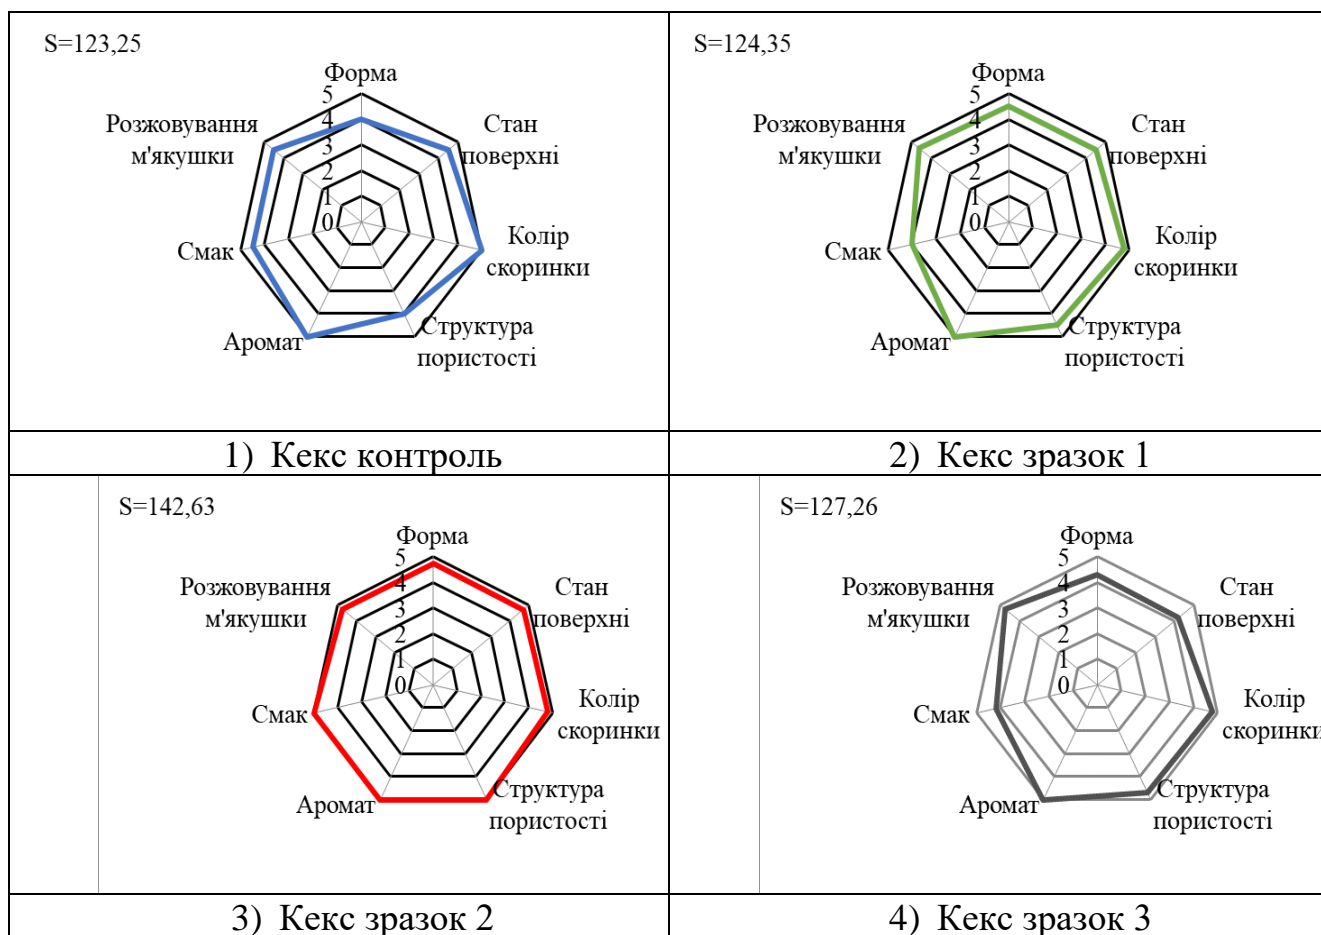 S=123,25
Форма
5
4
3
2
1
0
Розжовування
м'якушки
Стан
поверхні
Смак
Колір
скоринки
Аромат
Структура
пористості
1) Кекс контроль
S=124,35
Форма
5
4
3
2
1
0
Розжовування
м'якушки
Стан
поверхні
Смак
Колір
скоринки
Аромат
Структура
пористості
2) Кекс зразок 1
S=142,63
Форма
5
4
3
2
1
0
Розжовування
м'якушки
Стан
поверхні
Смак
Колір
скоринки
Аромат
Структура
пористості
3) Кекс зразок 2
S=127,26
Форма
5
4
3
2
1
0
Розжовування
м'якушки
Стан
поверхні
Смак
Колір
скоринки
Аромат
Структура
пористості
4) Кекс зразок 3